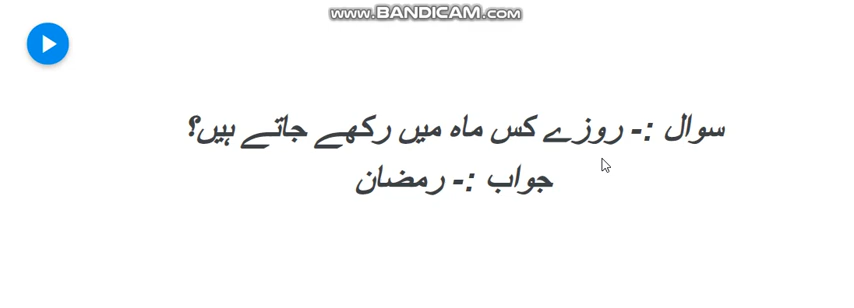 www.BANDICAM.com
سوال :- روزے کس ماہ میں رکھے جاتے ہیں؟
جواب :- رمضان